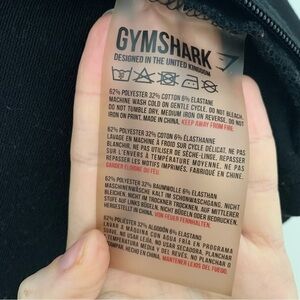 GYMSHARK
DESIGNED IN THE UNITED KINGDOM
62% POLYESTER 32% COTTON 6% ELASTANE
MACHINE WASH COLD ON GENTLE CYCLE. DO NOT BLEACH.
DO NOT TUMBLE DRY. MEDIUM IRON ON REVERSE. DO NOT
IRON ON PRINT. MADE IN CHINA. KEEP AWAY FROM FIRE.
62% POLYESTER 32% COTON 6% ÉLASTHANNE
LAVAGE EN MACHINE À FROID SUR CYCLE DÉLICAT. NE PAS
BLANCHIR. NE PAS UTILISER DE SÈCHE-LINGE. REPASSER
SUR L'ENVERS À TEMPÉRATURE MOYENNE. NE PAS
REPASSER LES MOTIFS IMPRIMÉS. FABRIQUÉ EN CHINE.
ÉLOIGNER DU FEU.
62% POLYESTER 32% BAUMWOLLE 6% ELASTHAN
MASCHINENWÄSCHE KALT IM SCHONWASCHGANG. NICHT
BLEICHEN. NICHT IM TROCKNER TROCKNEN. AUF MITTLERER
STUFE AUF LINKS BÜGELN. NICHT BÜGELN ODER BEDRUCKEN.
HERGESTELLT IN CHINA. VON FEUER FERNHALTEN.
62% POLIÉSTER 32% ALGODÓN 6% ELASTANO
LAVAR A MÁQUINA CON AGUA FRÍA EN PROGRAMA
SUAVE. NO USAR LEJÍA. NO USAR SECADORA. PLANCHAR
A TEMPERATURA MEDIA Y DEL REVÉS. NO PLANCHAR
HECHO EN CHINA. MANTENER LEJOS DEL FUEGO.